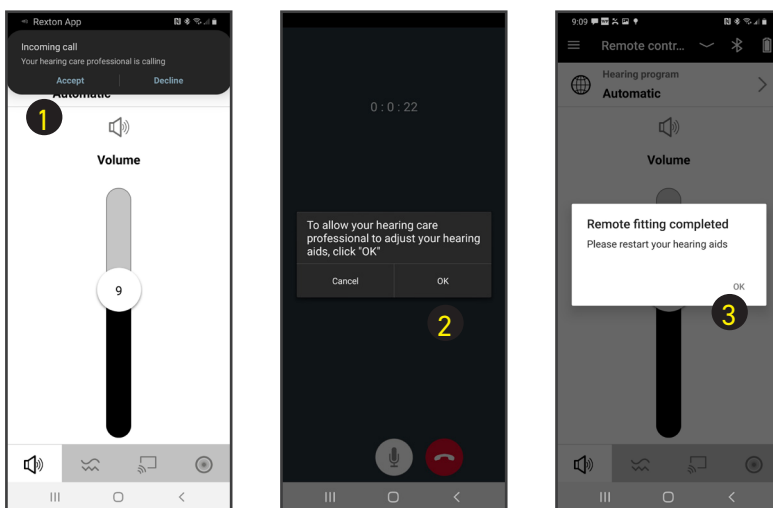 Rexton App
Incoming call
Your hearing care professional is calling
Accept
Decline
Automatic
1
Volume
9
0 : 0 : 22
To allow your hearing care
professional to adjust your hearing
aids, click "OK"
Cancel
OK
2
9:09
Remote contr...
Hearing program
Automatic
Volume
Remote fitting completed
Please restart your hearing aids
OK
3